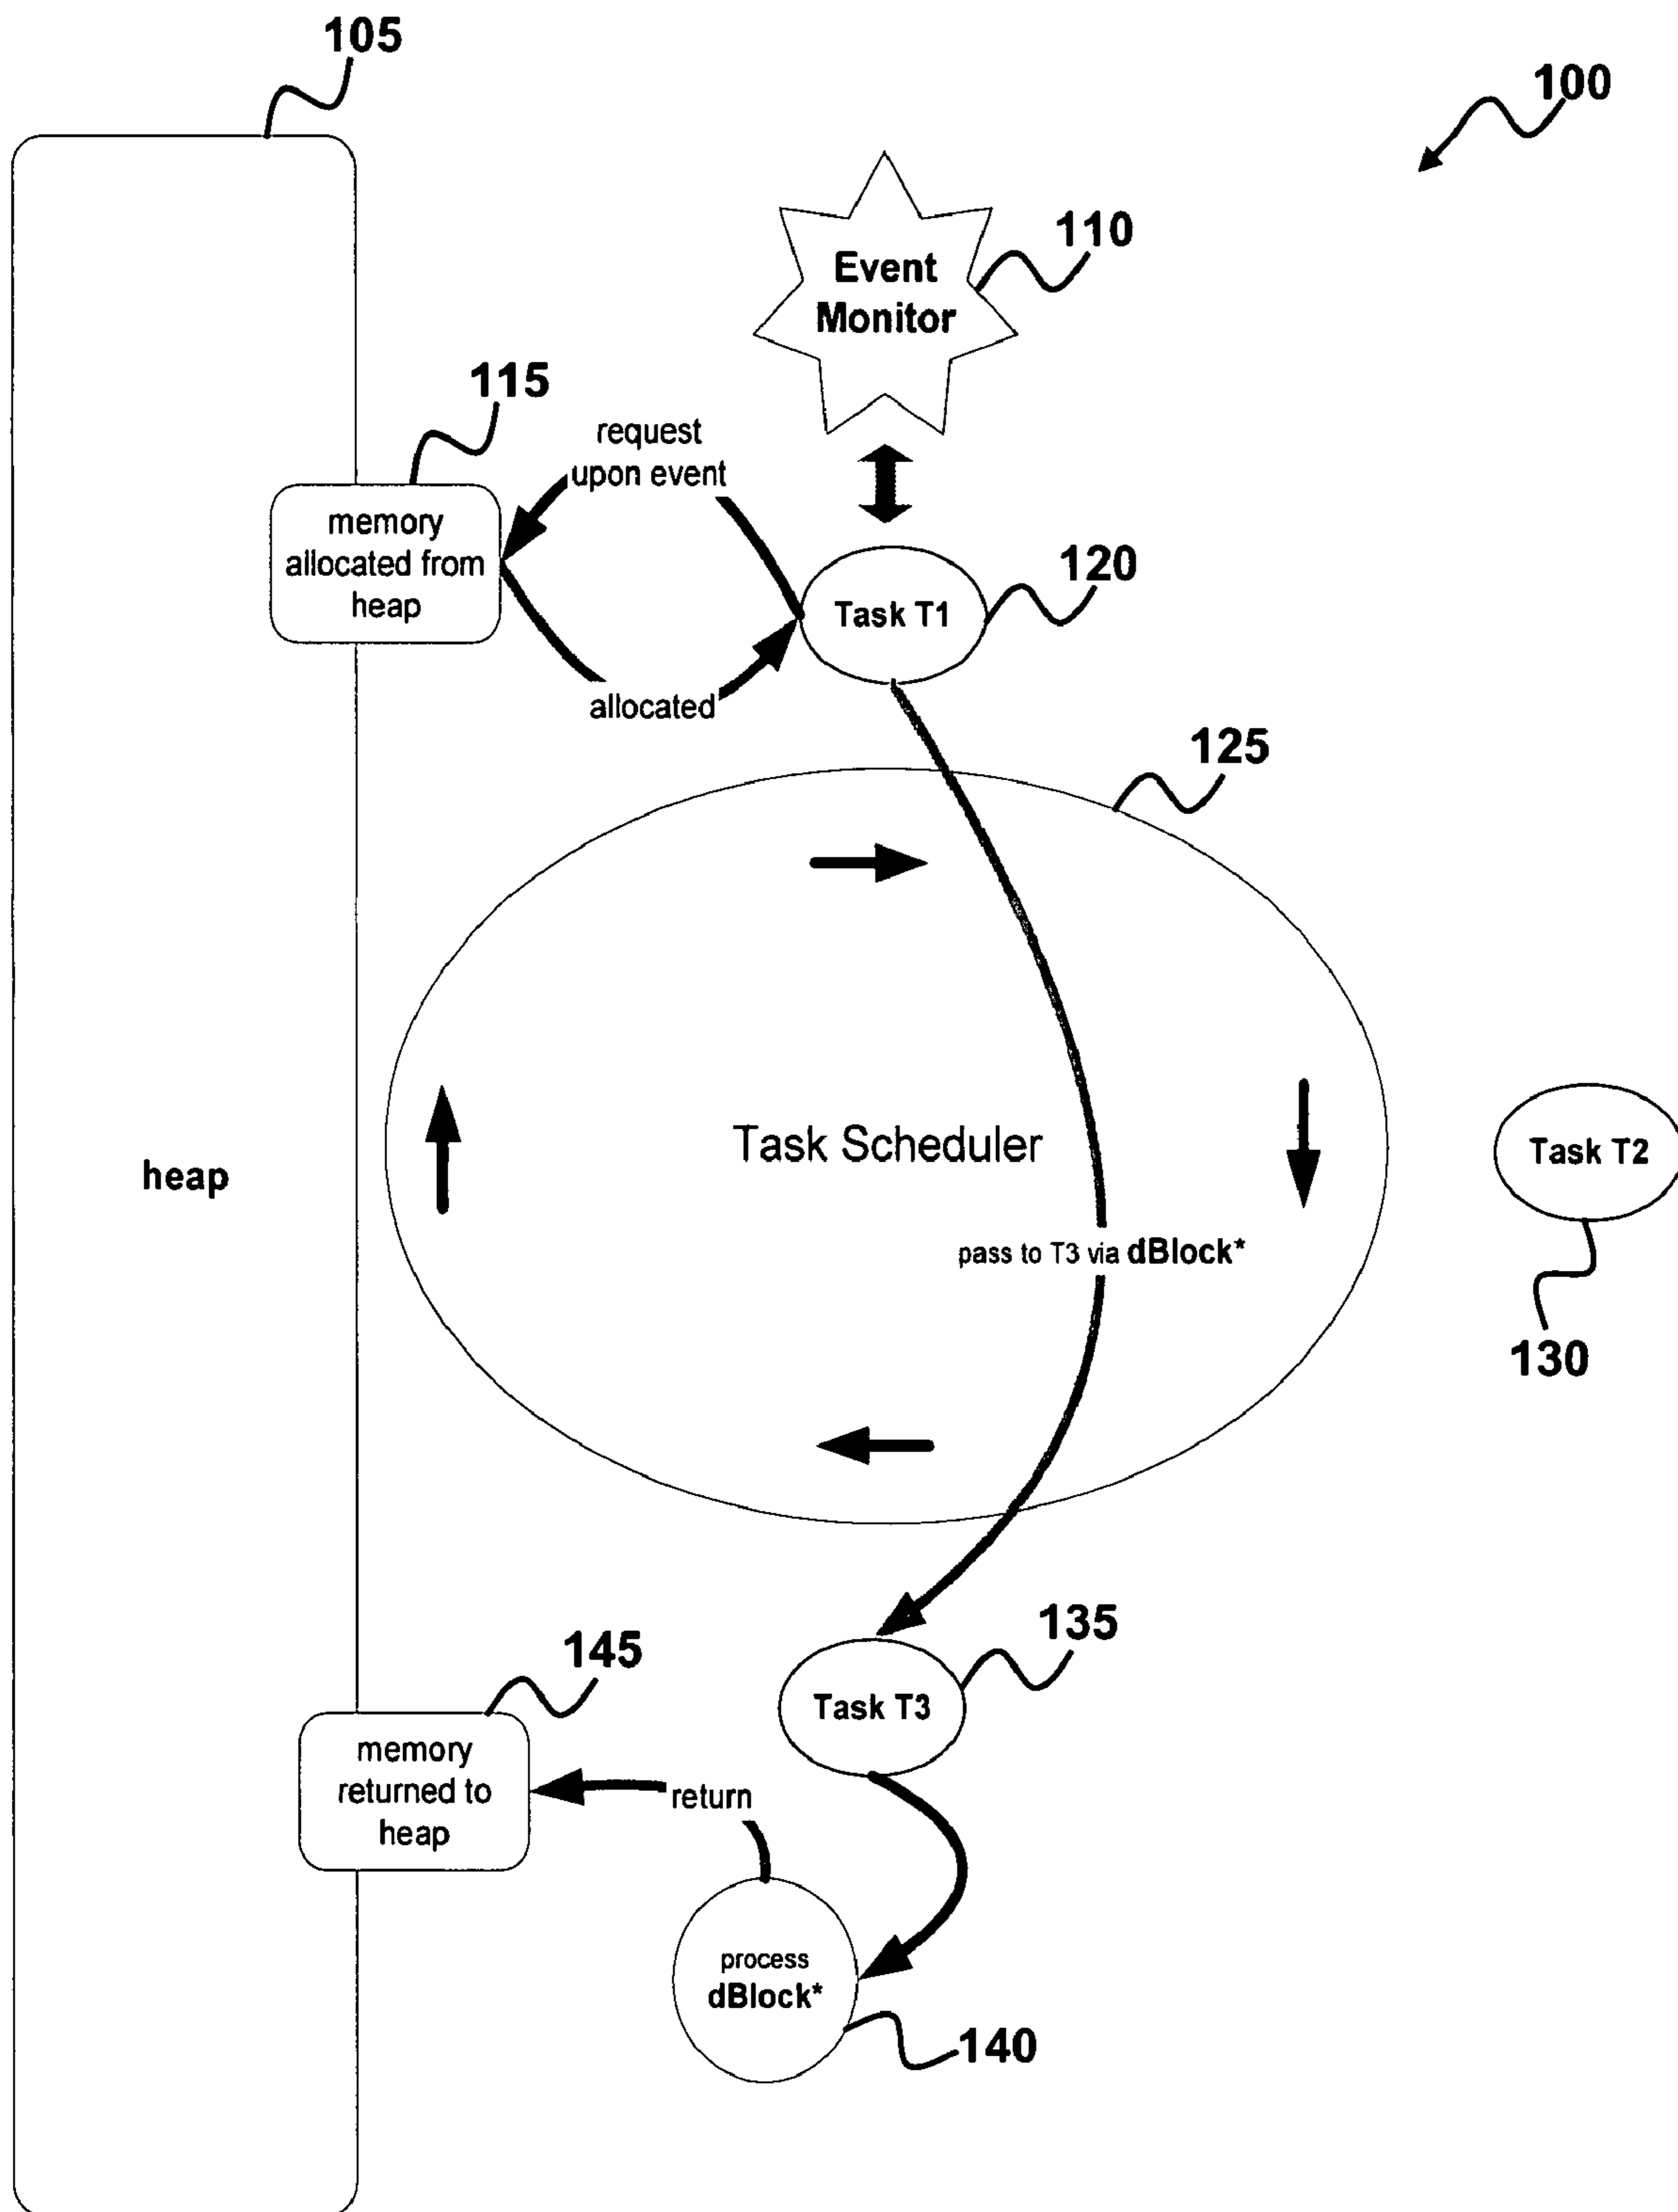 105
100
110
Event
Monitor
115
request
upon event
memory
allocated from
heap
120
Task T1
allocated
125
Task Scheduler
heap
Task T2
pass to T3 via dBlock*
130
135
145
Task T3
memory
returned to
heap
return
process
dBlock*
140